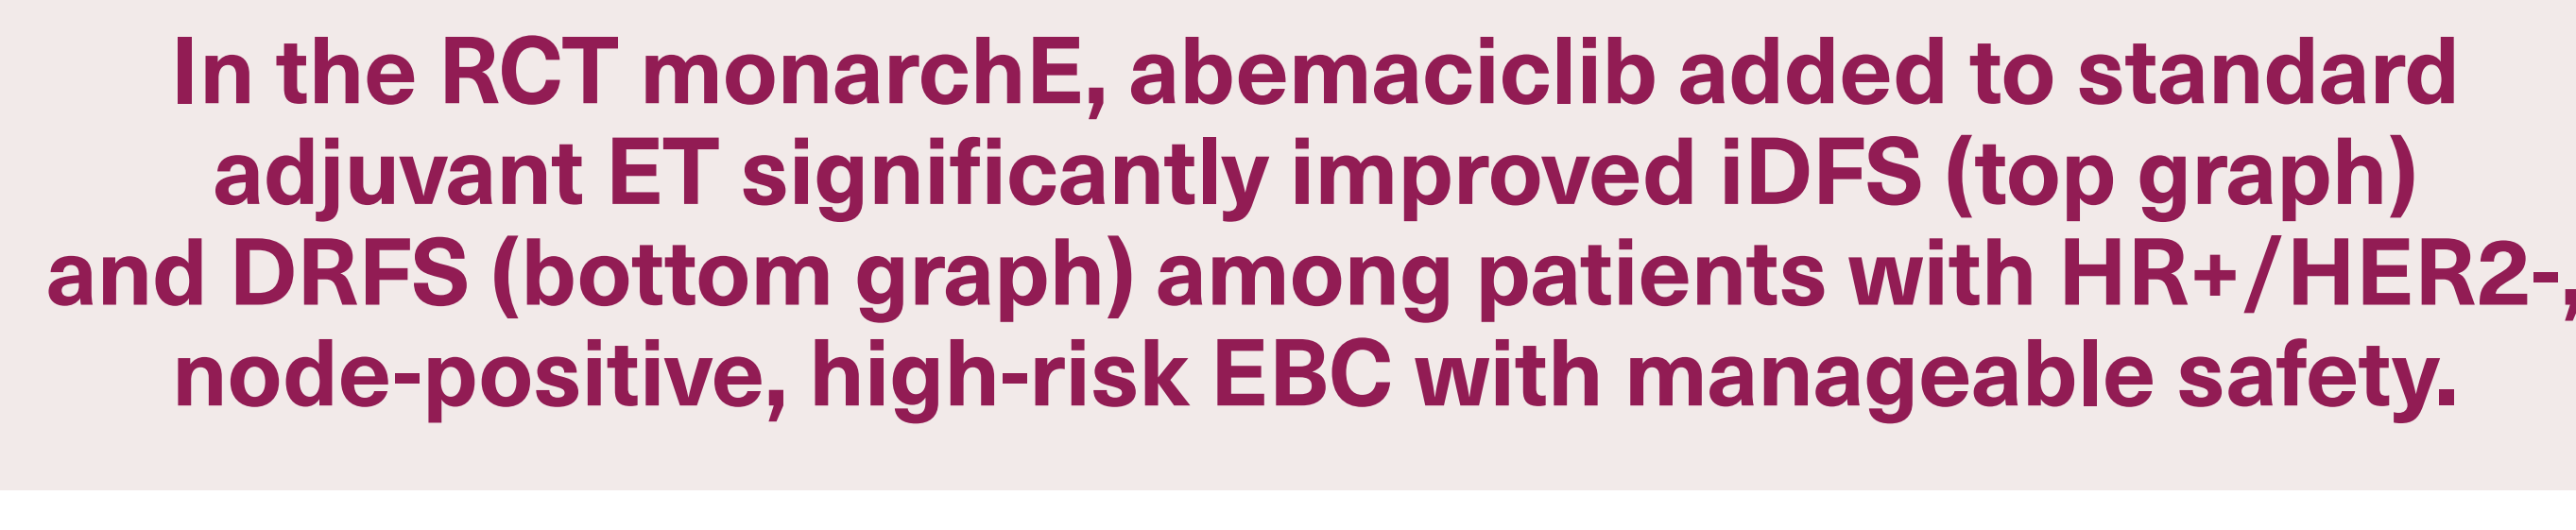 In the RCT monarchE, abemaciclib added to standard
adjuvant ET significantly improved iDFS (top graph)
and DRFS (bottom graph) among patients with HR+/HER2-,
node-positive, high-risk EBC with manageable safety.